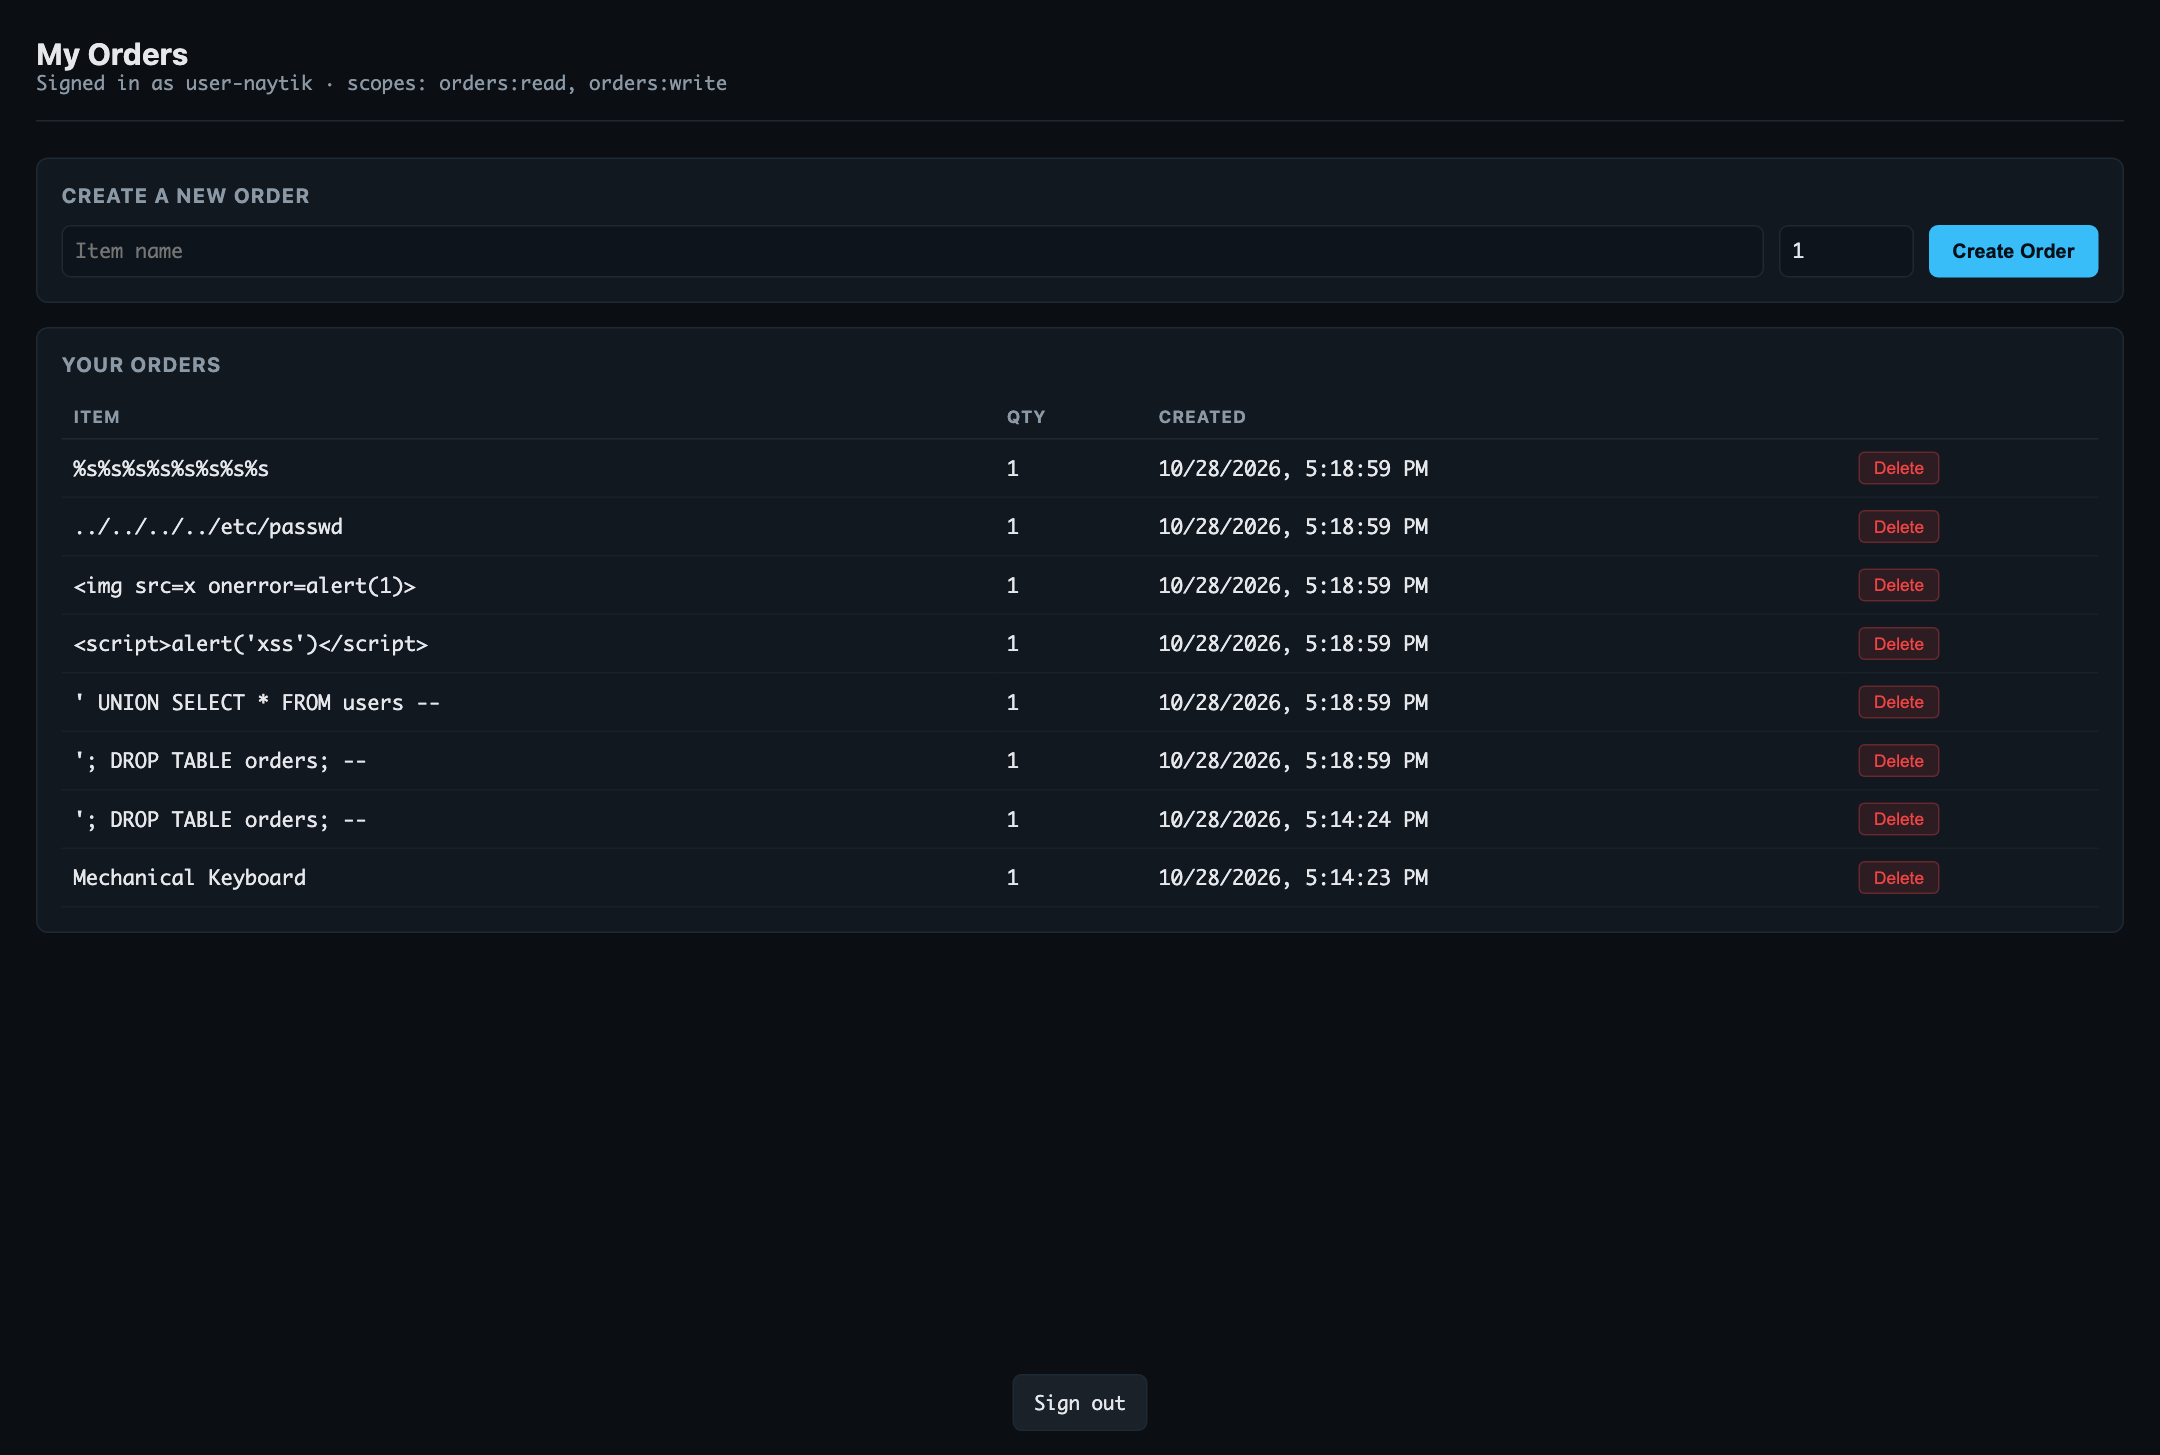 My Orders
Signed in as user-naytik · scopes: orders:read, orders:write
CREATE A NEW ORDER
Item name 1 Create Order
YOUR ORDERS
ITEM QTY CREATED
%s%s%s%s%s%s%s%s 1 10/28/2026, 5:18:59 PM Delete
../../../../etc/passwd 1 10/28/2026, 5:18:59 PM Delete
<img src=x onerror=alert(1)> 1 10/28/2026, 5:18:59 PM Delete
<script>alert('xss')</script> 1 10/28/2026, 5:18:59 PM Delete
' UNION SELECT * FROM users -- 1 10/28/2026, 5:18:59 PM Delete
'; DROP TABLE orders; -- 1 10/28/2026, 5:18:59 PM Delete
'; DROP TABLE orders; -- 1 10/28/2026, 5:14:24 PM Delete
Mechanical Keyboard 1 10/28/2026, 5:14:23 PM Delete
Sign out